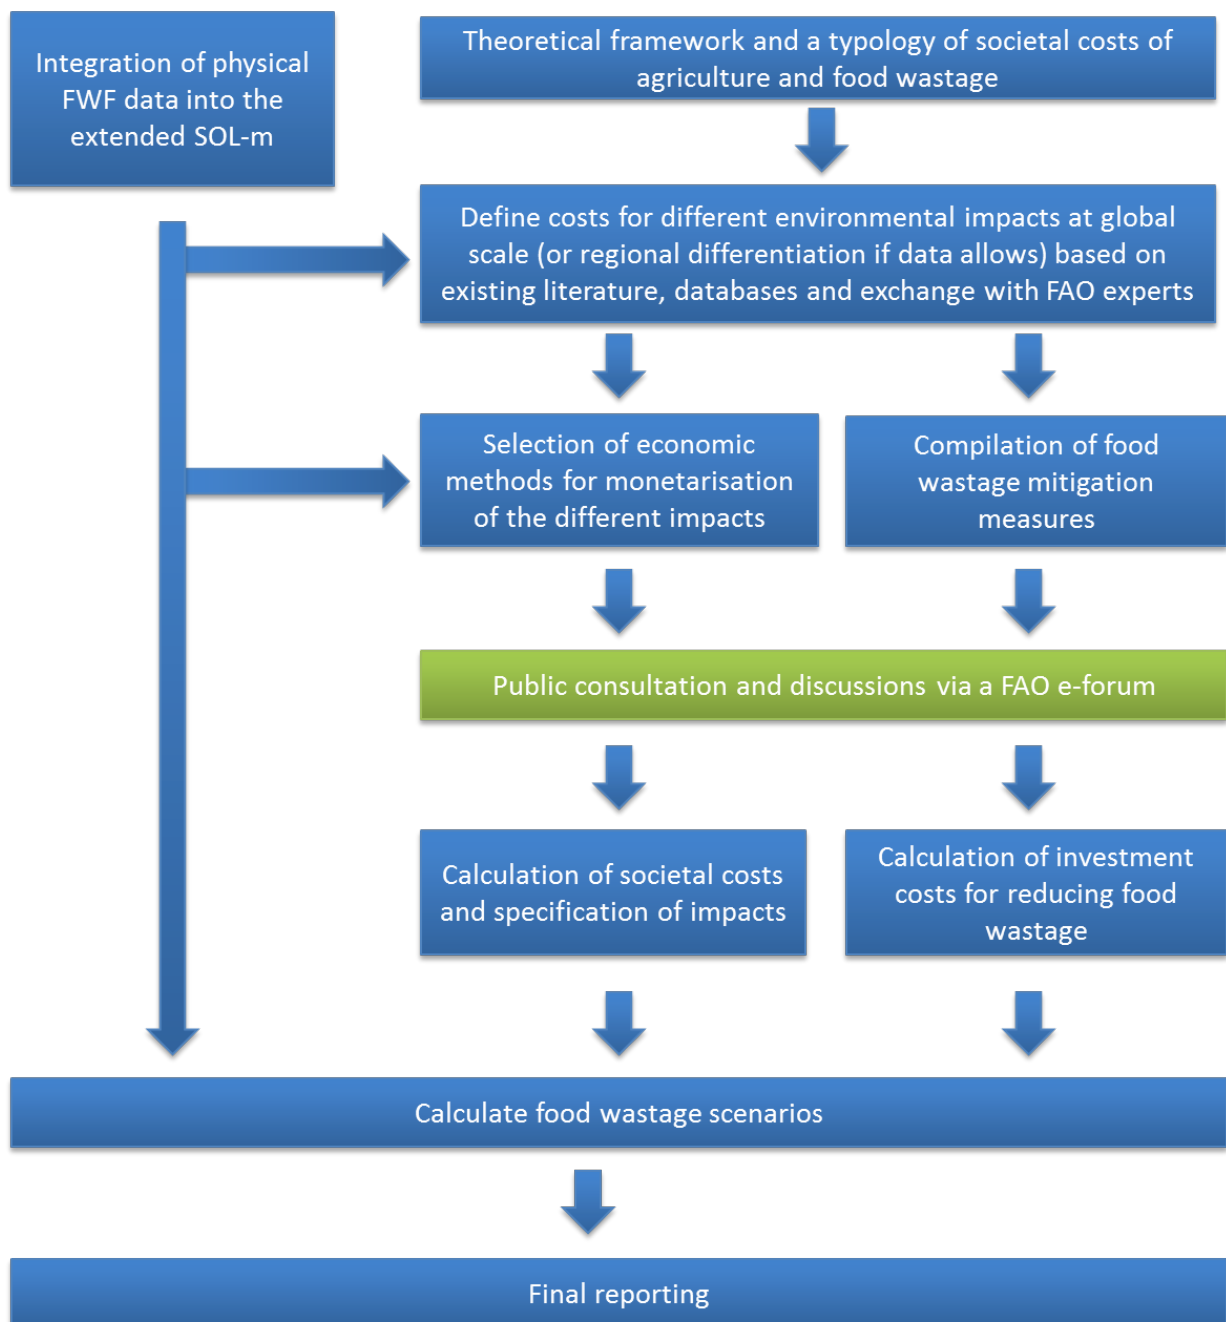 Integration of physical
FWF data into the
extended SOL-m
Theoretical framework and a typology of societal costs of
agriculture and food wastage
Define costs for different environmental impacts at global
scale (or regional differentiation if data allows) based on
existing literature, databases and exchange with FAO experts
Selection of economic
methods for monetarisation
of the different impacts
Compilation of food
wastage mitigation
measures
Public consultation and discussions via a FAO e-forum
Calculation of societal costs
and specification of impacts
Calculation of investment
costs for reducing food
wastage
Calculate food wastage scenarios
Final reporting